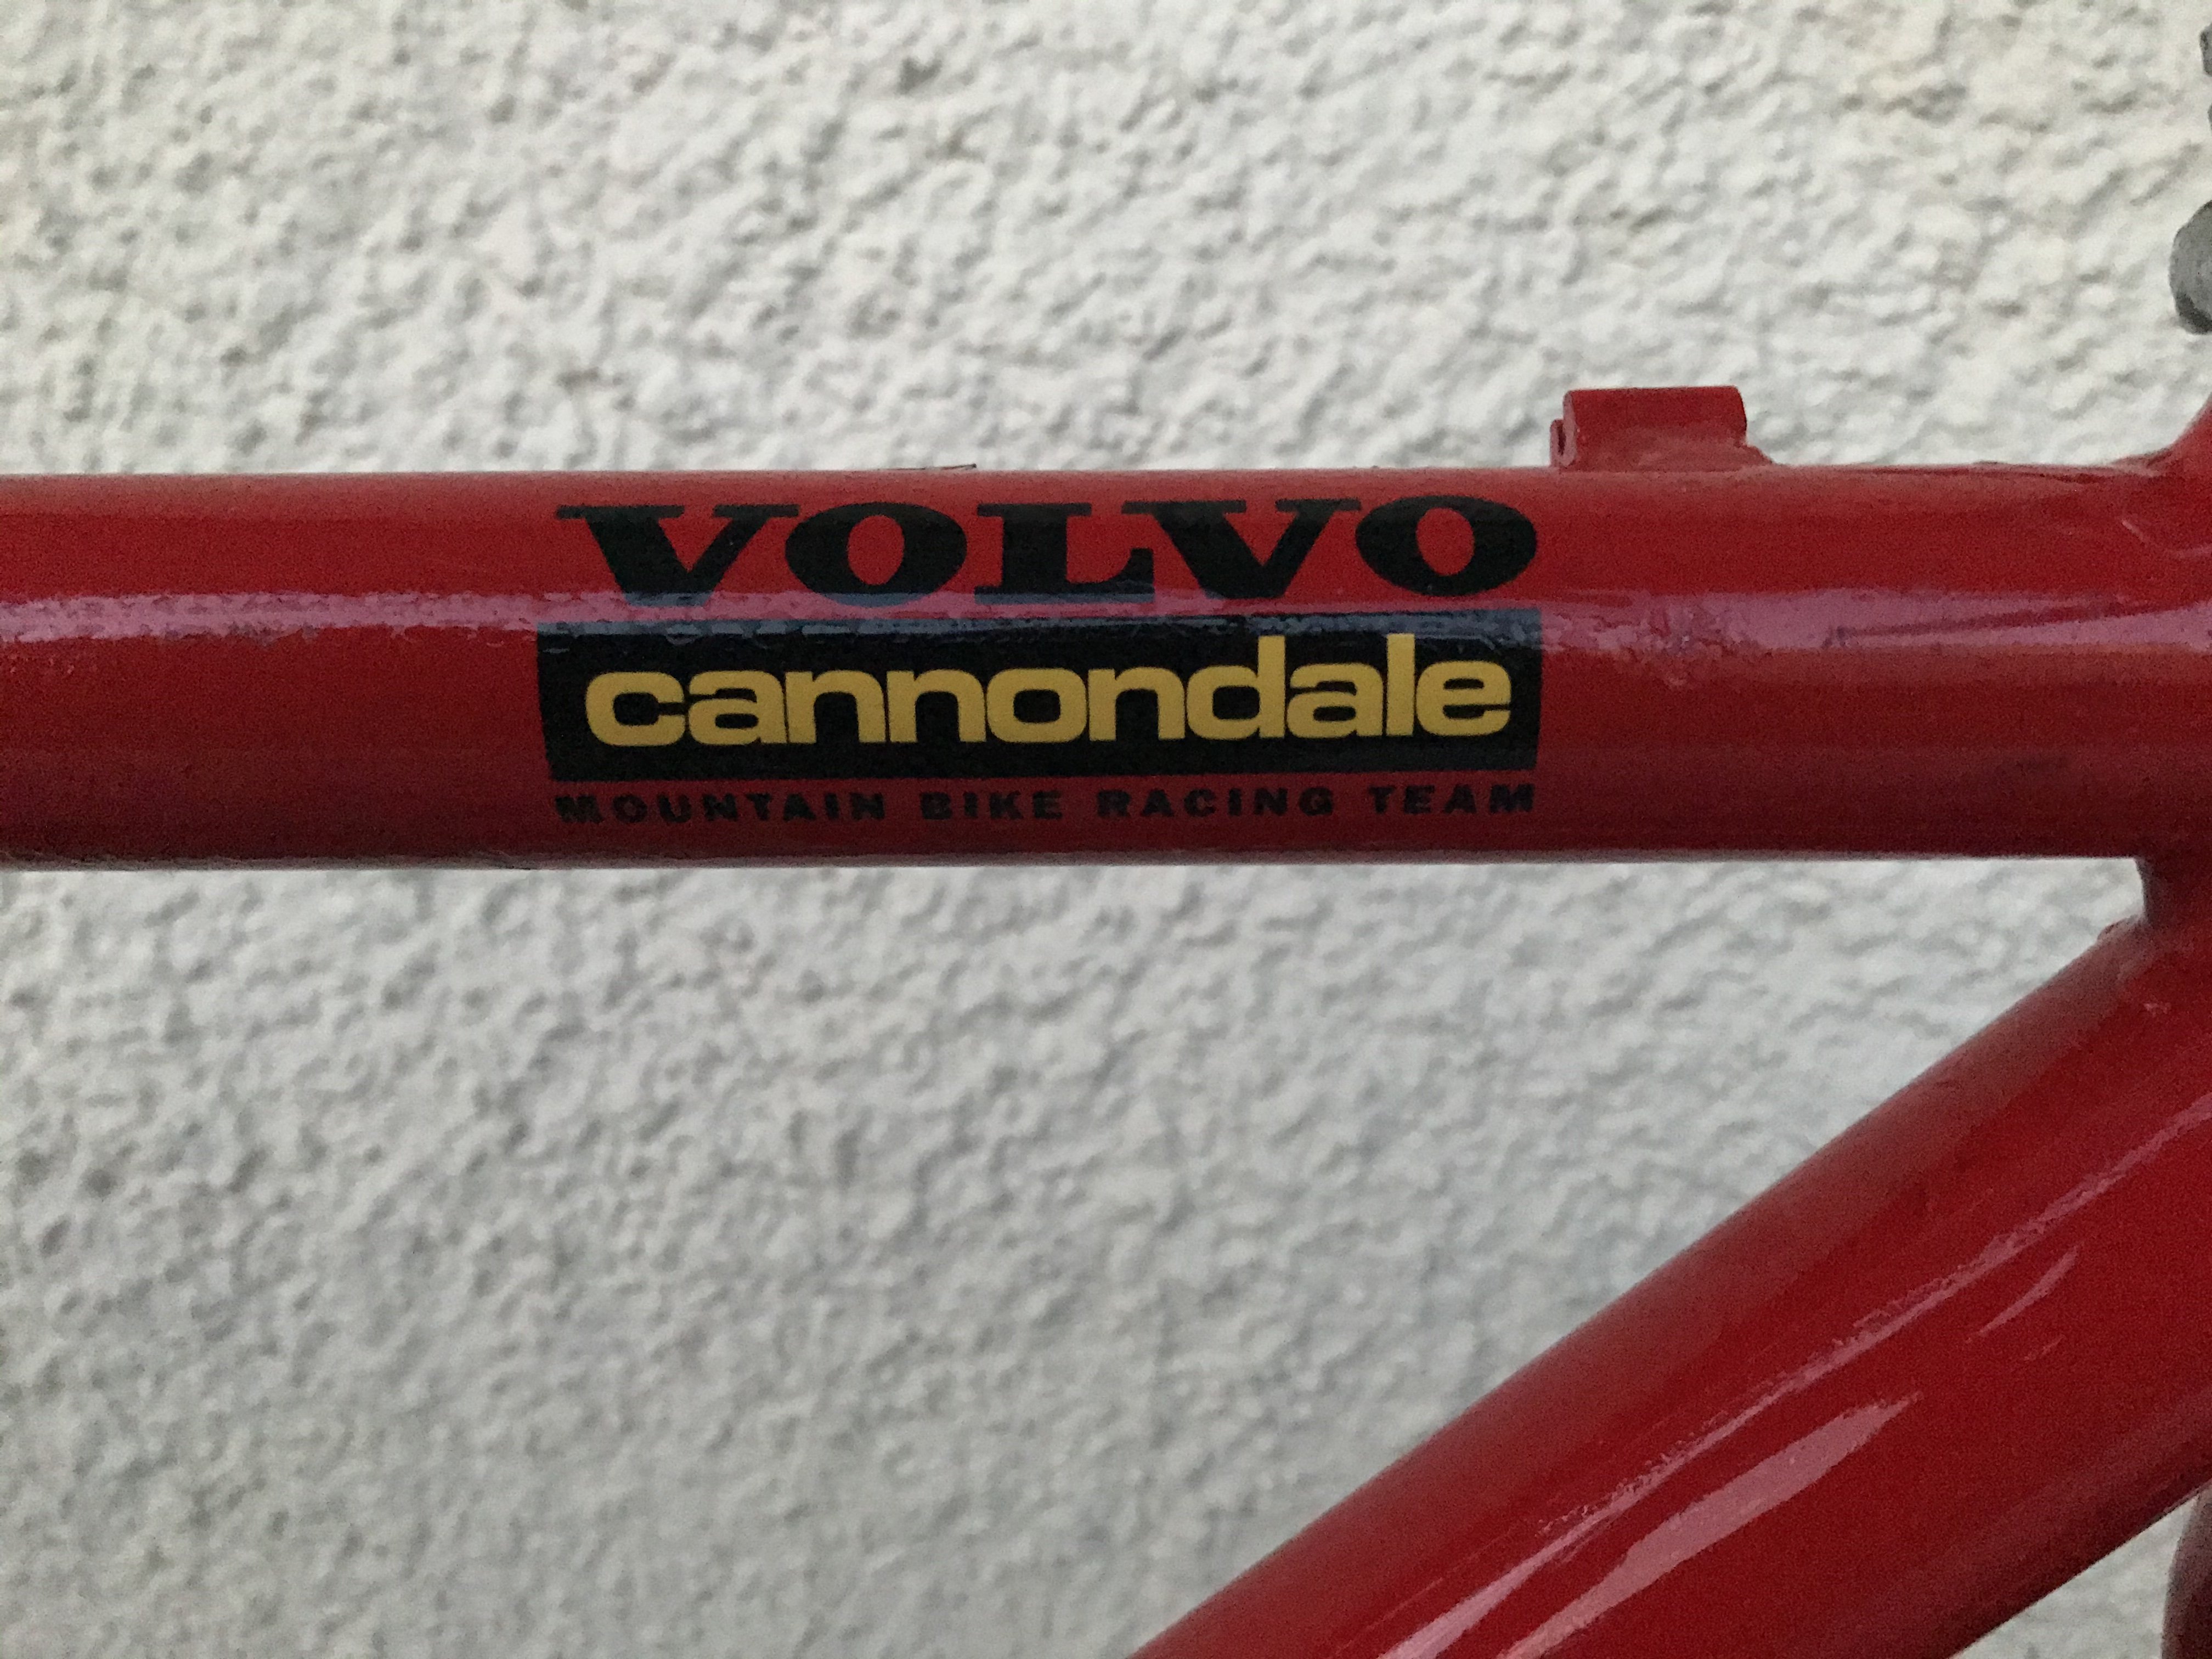 VOLVO
cannondale
MOUNTAIN BIKE RACING TEAM